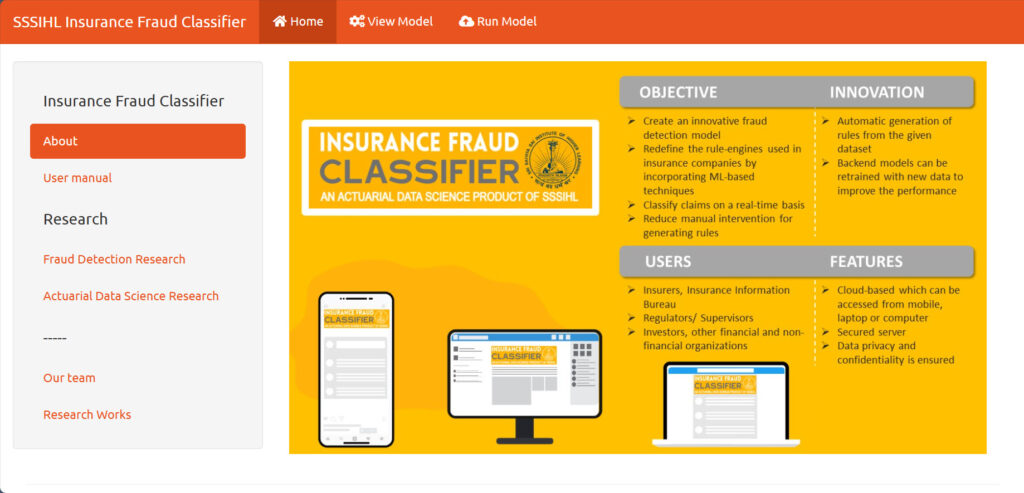 SSSIHL Insurance Fraud Classifier
Home
View Model
Run Model
Insurance Fraud Classifier
About
User manual
Research
Fraud Detection Research
Actuarial Data Science Research
-----
Our team
Research Works
INSURANCE FRAUD
CLASSIFIER
AN ACTUARIAL DATA SCIENCE PRODUCT OF SSSIHL
OBJECTIVE
➤ Create an innovative fraud
detection model
➤ Redefine the rule-engines used in
insurance companies by
incorporating ML-based
techniques
➤ Classify claims on a real-time basis
➤ Reduce manual intervention for
generating rules
INNOVATION
➤ Automatic generation of
rules from the given
dataset
➤ Backend models can be
retrained with new data to
improve the performance
USERS
➤ Insurers, Insurance Information
Bureau
➤ Regulators/ Supervisors
➤ Investors, other financial and non-
financial organizations
FEATURES
➤ Cloud-based which can be
accessed from mobile,
laptop or computer
➤ Secured server
➤ Data privacy and
confidentiality is ensured
INSURANCE FRAUD
CLASSIFIER
INSURANCE FRAUD
CLASSIFIER
INSURANCE FRAUD
CLASSIFIER